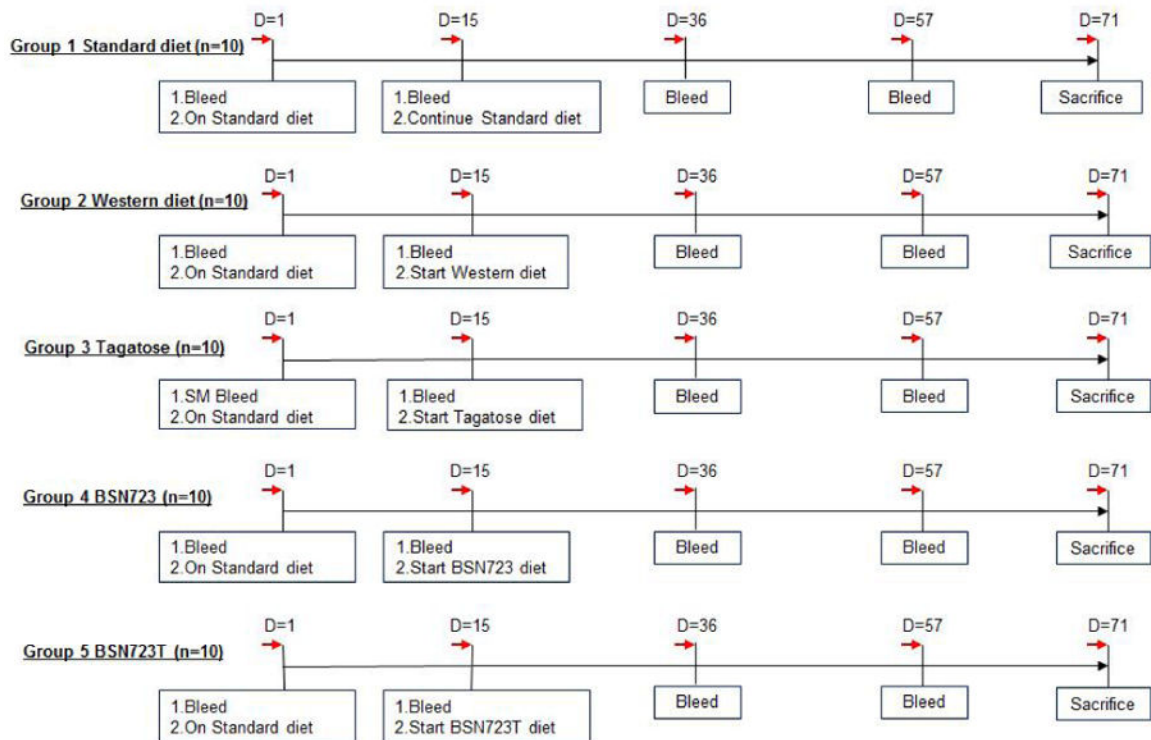 D=1 D=15 D=36 D=57 D=71
Group 1 Standard diet (n=10)
1.Bleed
2.On Standard diet
1.Bleed
2.Continue Standard diet
Bleed
Bleed
Sacrifice
D=1 D=15 D=36 D=57 D=71
Group 2 Western diet (n=10)
1.Bleed
2.On Standard diet
1.Bleed
2.Start Western diet
Bleed
Bleed
Sacrifice
D=1 D=15 D=36 D=57 D=71
Group 3 Tagatose (n=10)
1.SM Bleed
2.On Standard diet
1.Bleed
2.Start Tagatose diet
Bleed
Bleed
Sacrifice
D=1 D=15 D=36 D=57 D=71
Group 4 BSN723 (n=10)
1.Bleed
2.On Standard diet
1.Bleed
2.Start BSN723 diet
Bleed
Bleed
Sacrifice
D=1 D=15 D=36 D=57 D=71
Group 5 BSN723T (n=10)
1.Bleed
2.On Standard diet
1.Bleed
2.Start BSN723T diet
Bleed
Bleed
Sacrifice